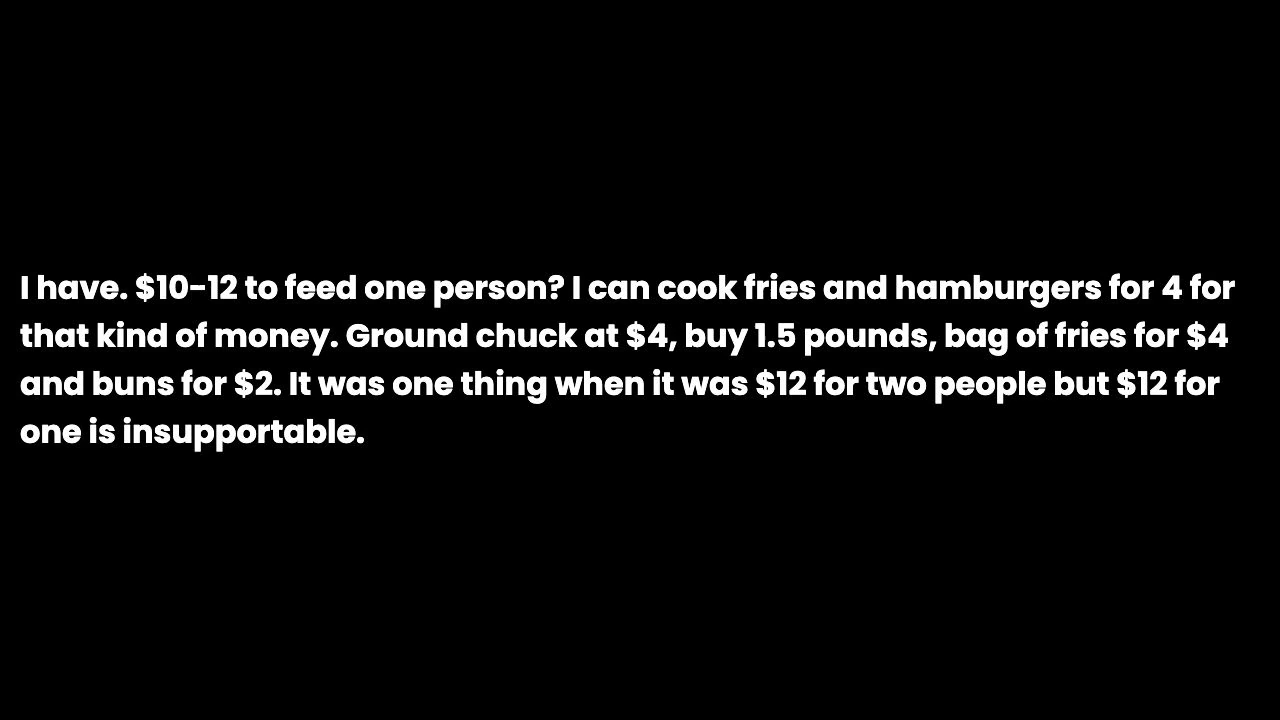 I have. $10-12 to feed one person? I can cook fries and hamburgers for 4 for
that kind of money. Ground chuck at $4, buy 1.5 pounds, bag of fries for $4
and buns for $2. It was one thing when it was $12 for two people but $12 for
one is insupportable.